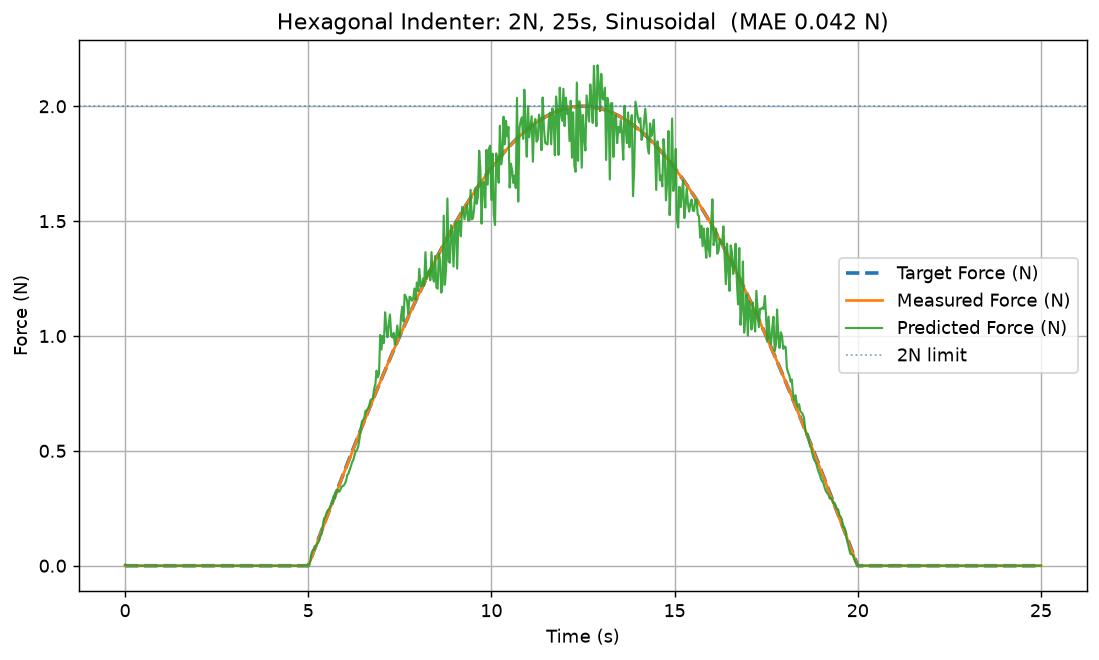 Hexagonal Indenter: 2N, 25s, Sinusoidal  (MAE 0.042 N)
Force (N)
2.0
1.5
1.0
0.5
0.0
Target Force (N)
Measured Force (N)
Predicted Force (N)
2N limit
0 5 10 15 20 25
Time (s)